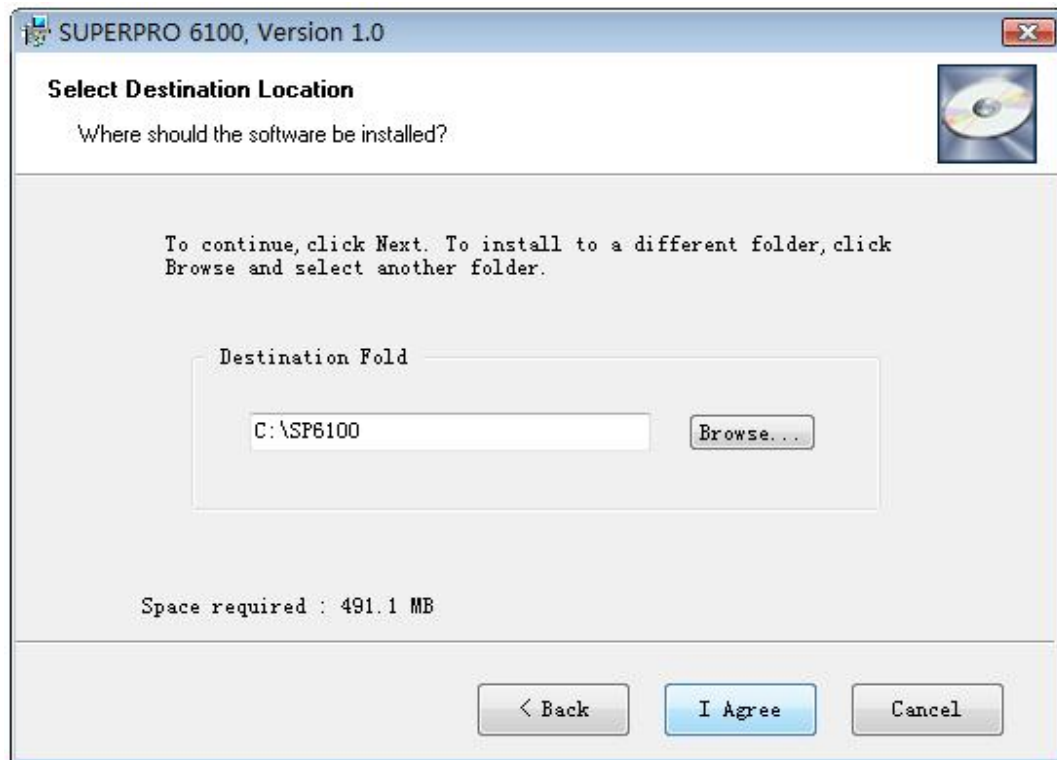 SUPERPRO 6100, Version 1.0
Select Destination Location
Where should the software be installed?
To continue, click Next. To install to a different folder, click
Browse and select another folder.
Destination Fold
C:\SP6100
Browse...
Space required : 491.1 MB
< Back
I Agree
Cancel